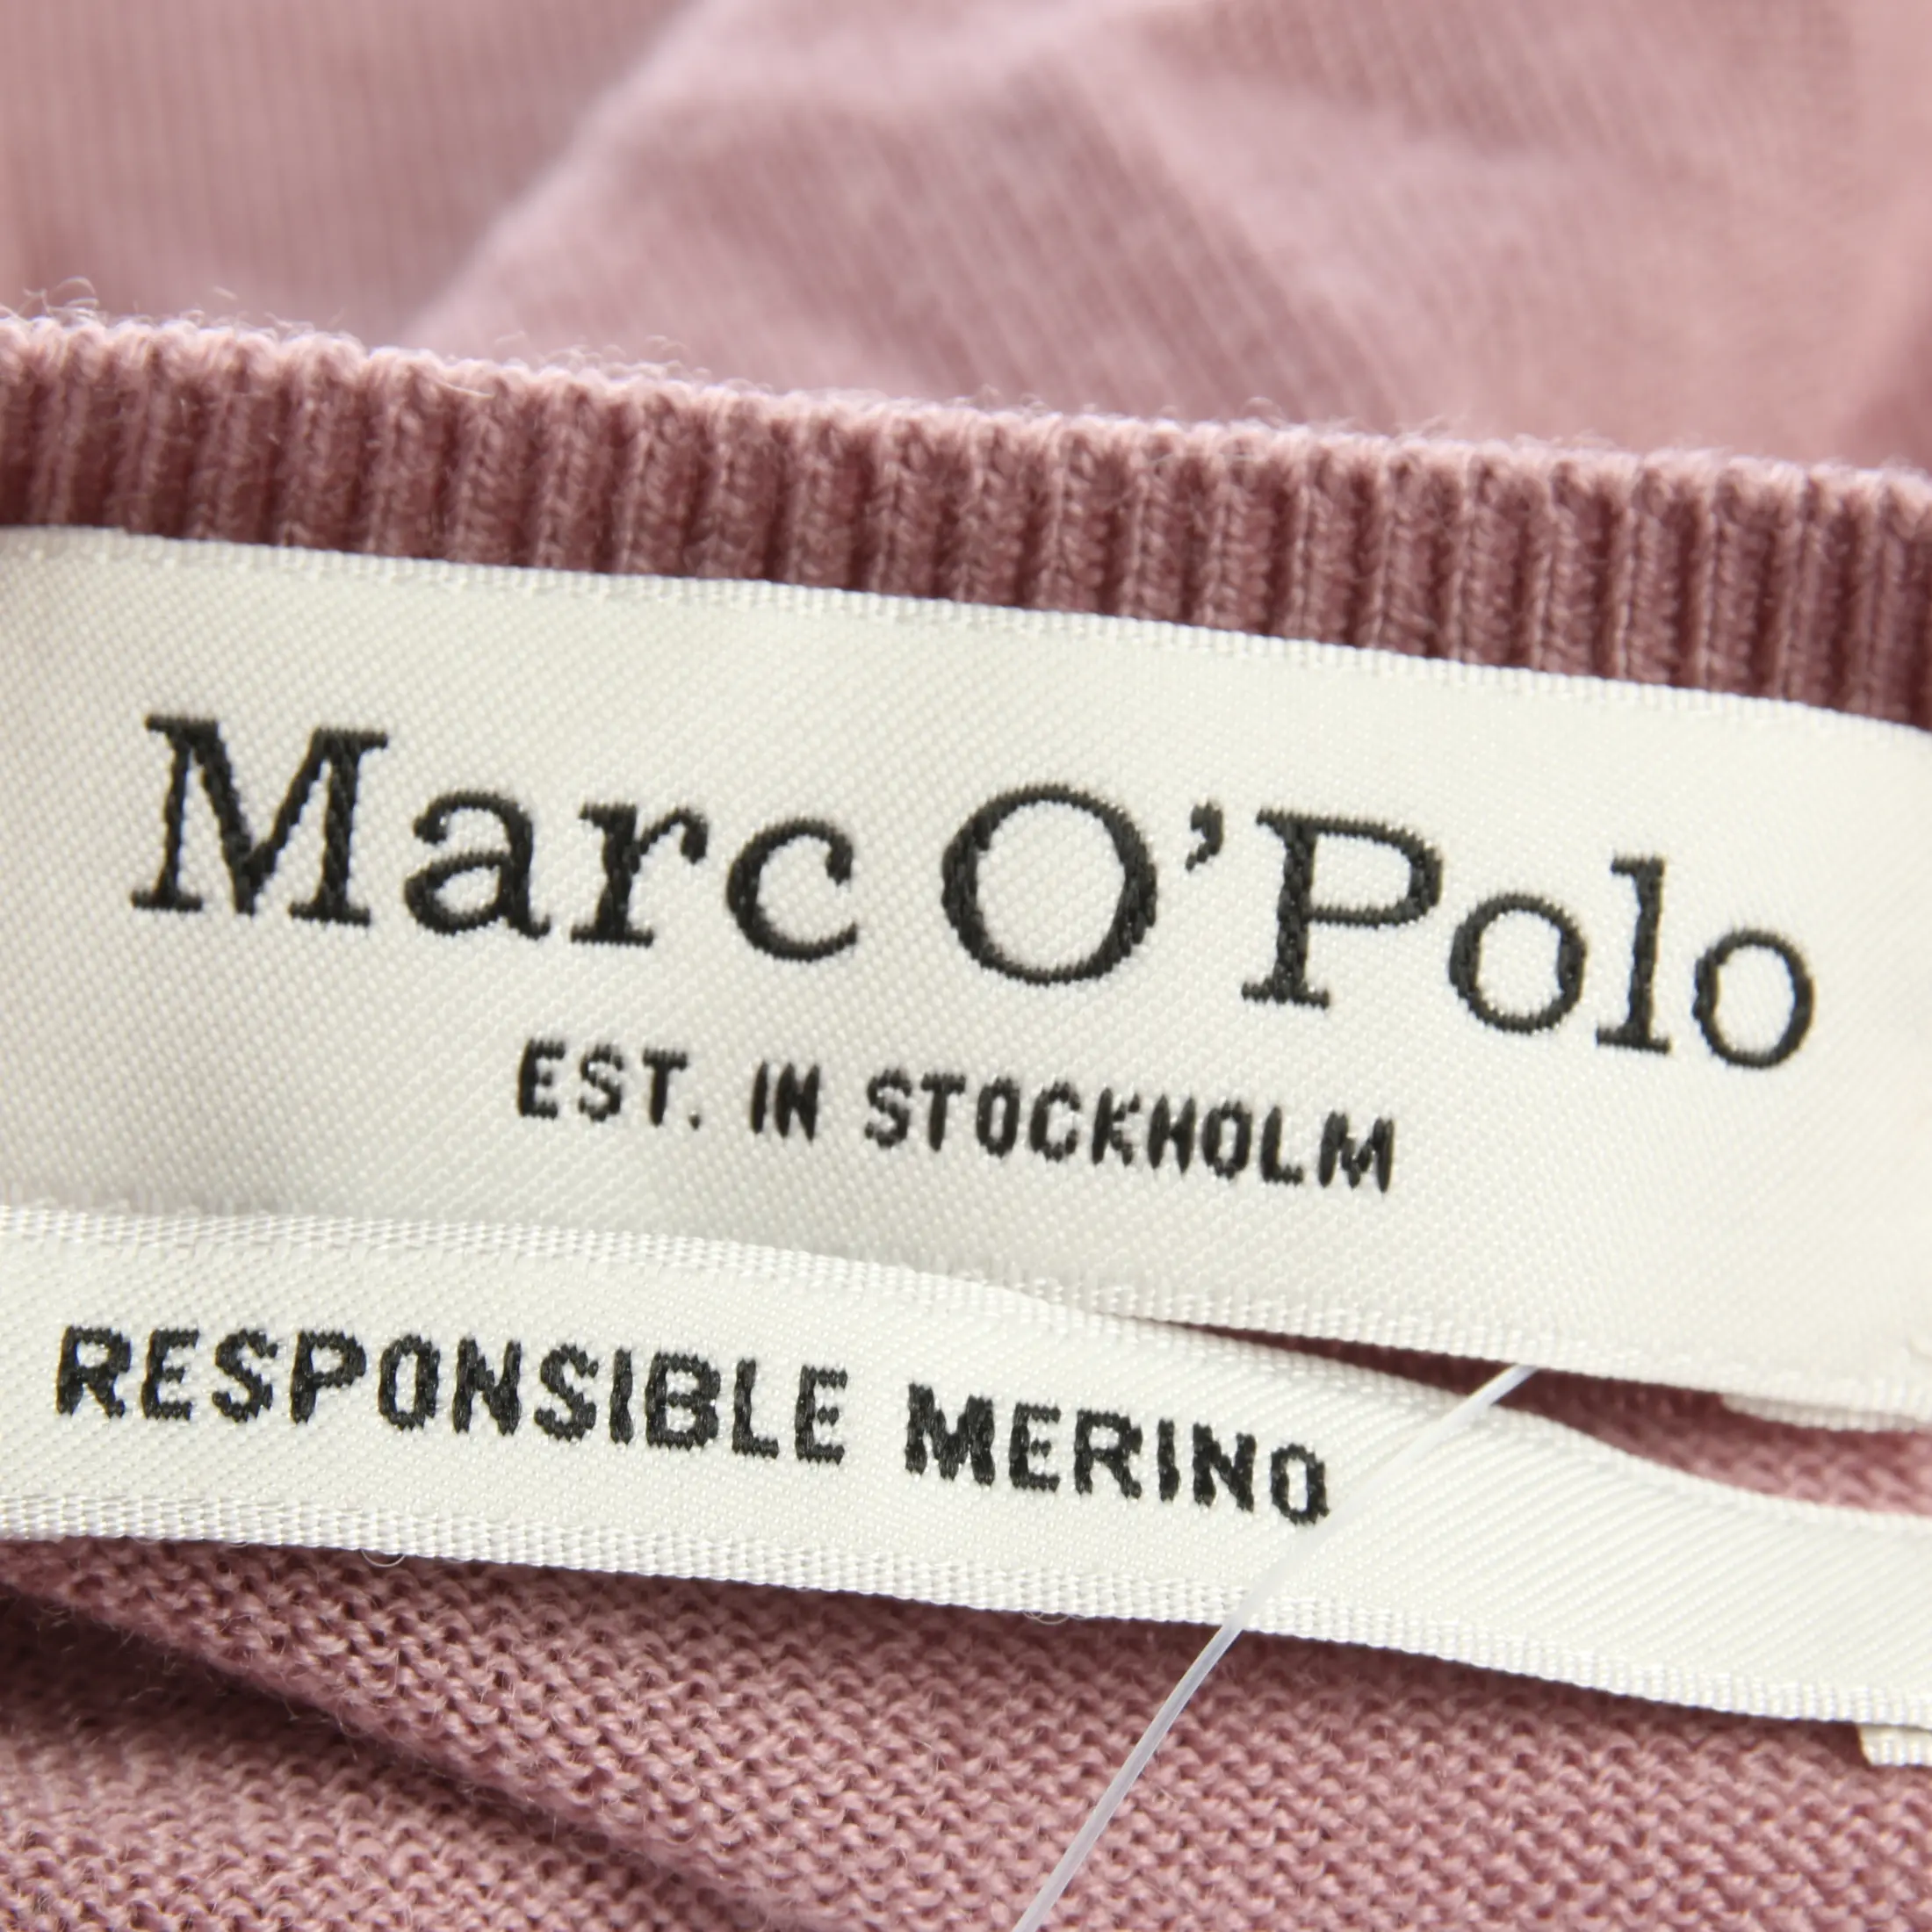 Marc O’Polo
EST. IN STOCKHOLM
RESPONSIBLE MERINO